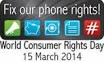 Fix our phone rights!
World Consumer Rights Day
15 March 2014